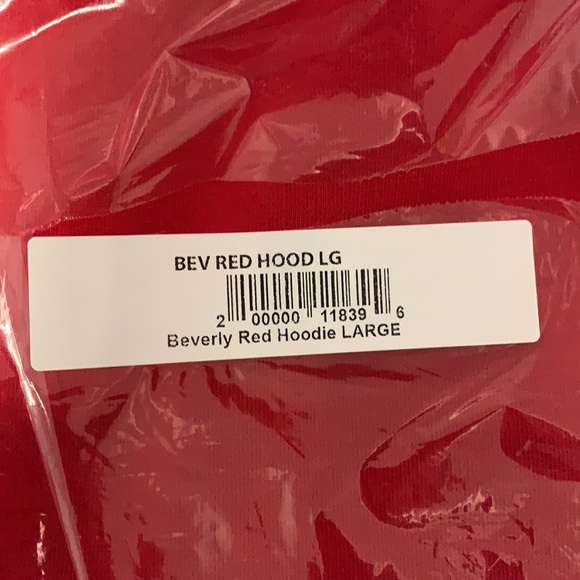 BEV RED HOOD LG
2 00000 11839 6
Beverly Red Hoodie LARGE